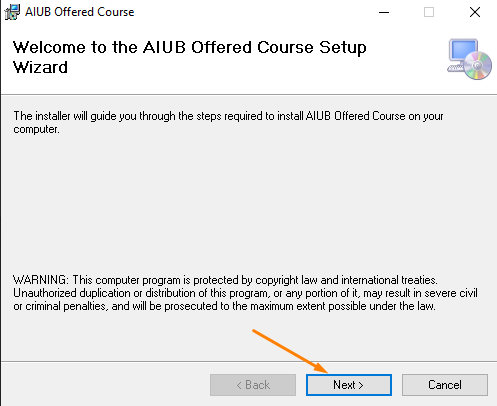 AIUB Offered Course
Welcome to the AIUB Offered Course Setup
Wizard
The installer will guide you through the steps required to install AIUB Offered Course on your
computer.
WARNING: This computer program is protected by copyright law and international treaties.
Unauthorized duplication or distribution of this program, or any portion of it, may result in severe civil
or criminal penalties, and will be prosecuted to the maximum extent possible under the law.
< Back Next > Cancel